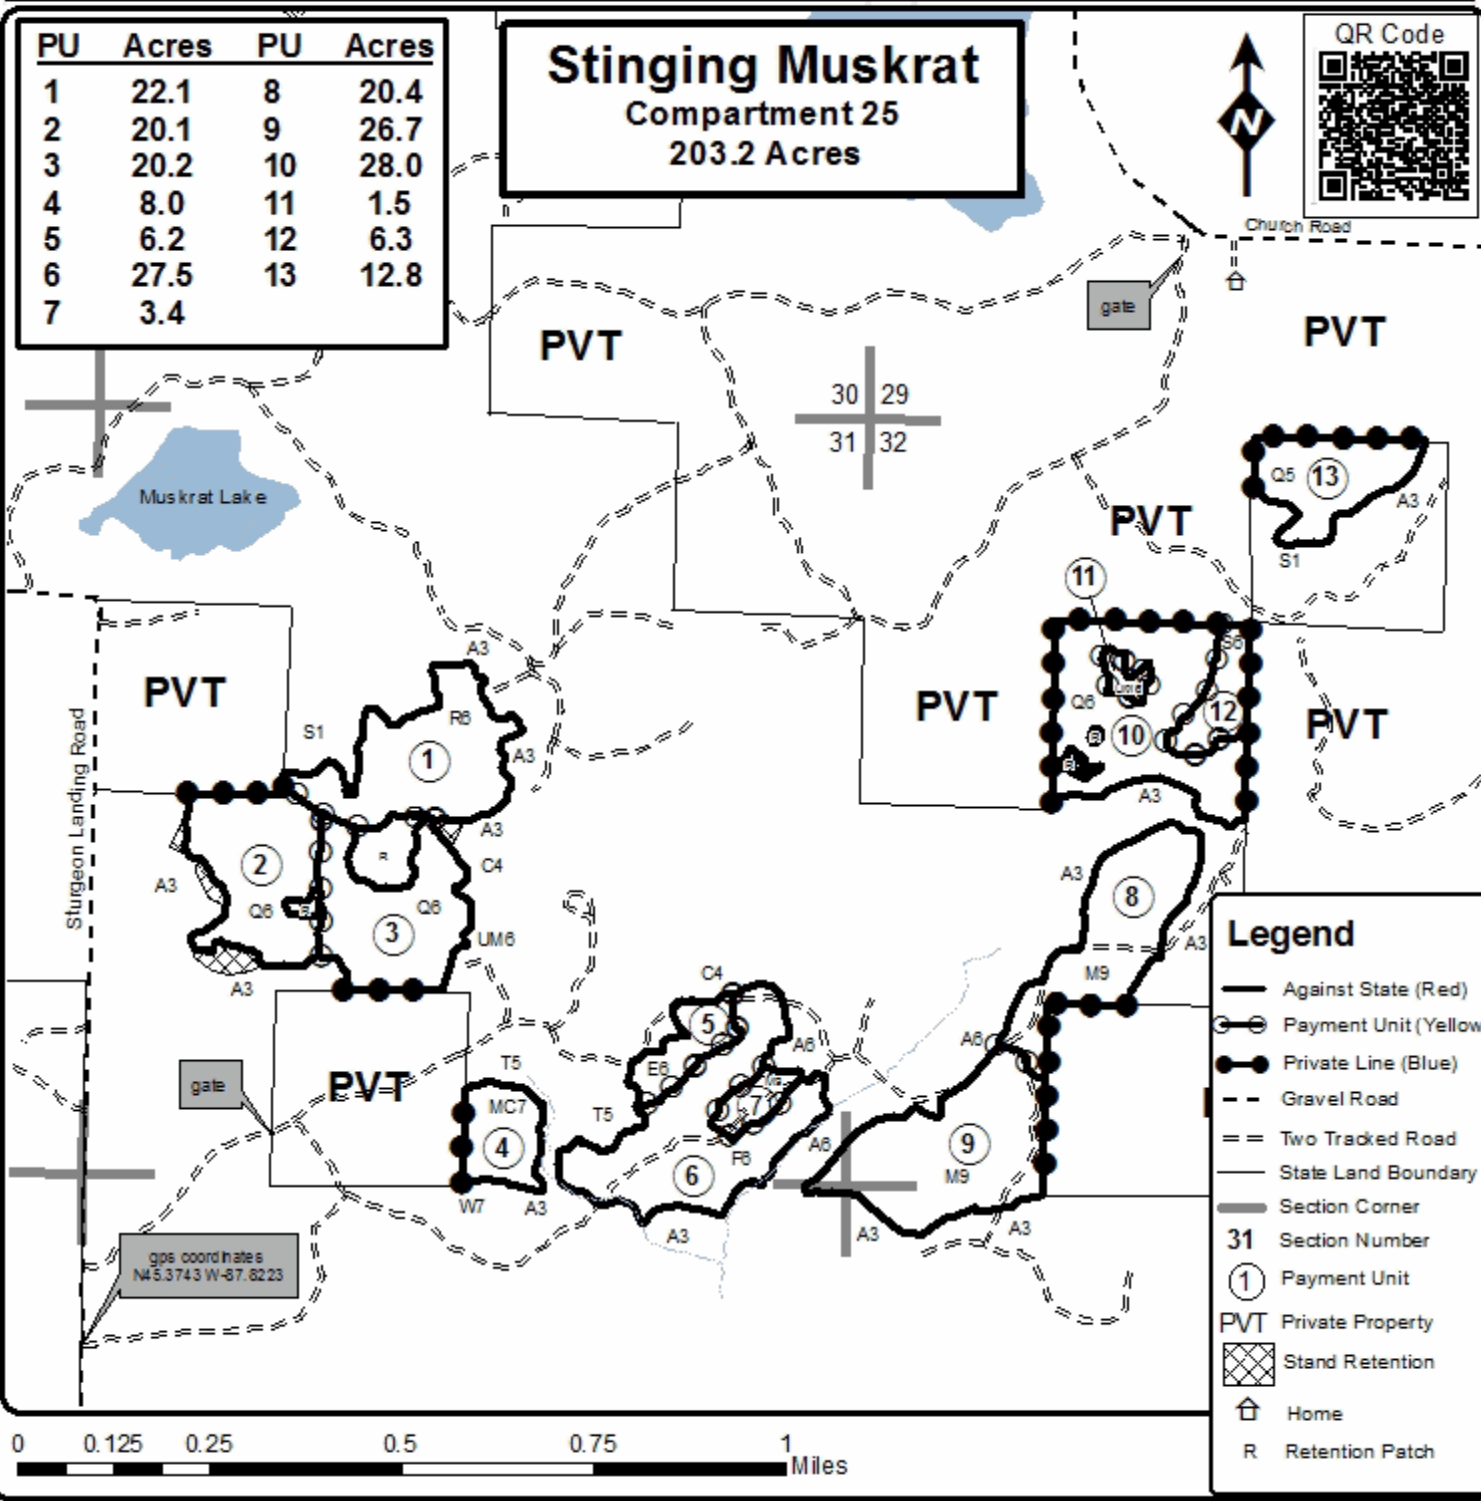 PU Acres PU Acres
1 22.1 8 20.4
2 20.1 9 26.7
3 20.2 10 28.0
4 8.0 11 1.5
5 6.2 12 6.3
6 27.5 13 12.8
7 3.4
Stinging Muskrat
Compartment 25
203.2 Acres
N
QR Code
Church Road
gate
PVT
PVT
30 29
31 32
Muskrat Lake
Q5 13
A3
S1
PVT
11
S6
Q6
12
10
R
R
A3
PVT
PVT
PVT
Sturgeon Landing Road
A3
R6
S1
1
A3
A3
C4
2
R
A3
Q6
R
Q6
3
UM6
A3
gate
PVT
T5
MC7
4
W7
A3
C4
5
E6
A6
T5
7
F6
A6
6
A3
A3
8
A3
M9
A6
9
M9
A3
A3
gps coordinates
N45.3743 W-87.8223
Legend
Against State (Red)
Payment Unit (Yellow
Private Line (Blue)
Gravel Road
Two Tracked Road
State Land Boundary
Section Corner
31 Section Number
1 Payment Unit
PVT Private Property
Stand Retention
Home
R Retention Patch
0 0.125 0.25 0.5 0.75 1
Miles